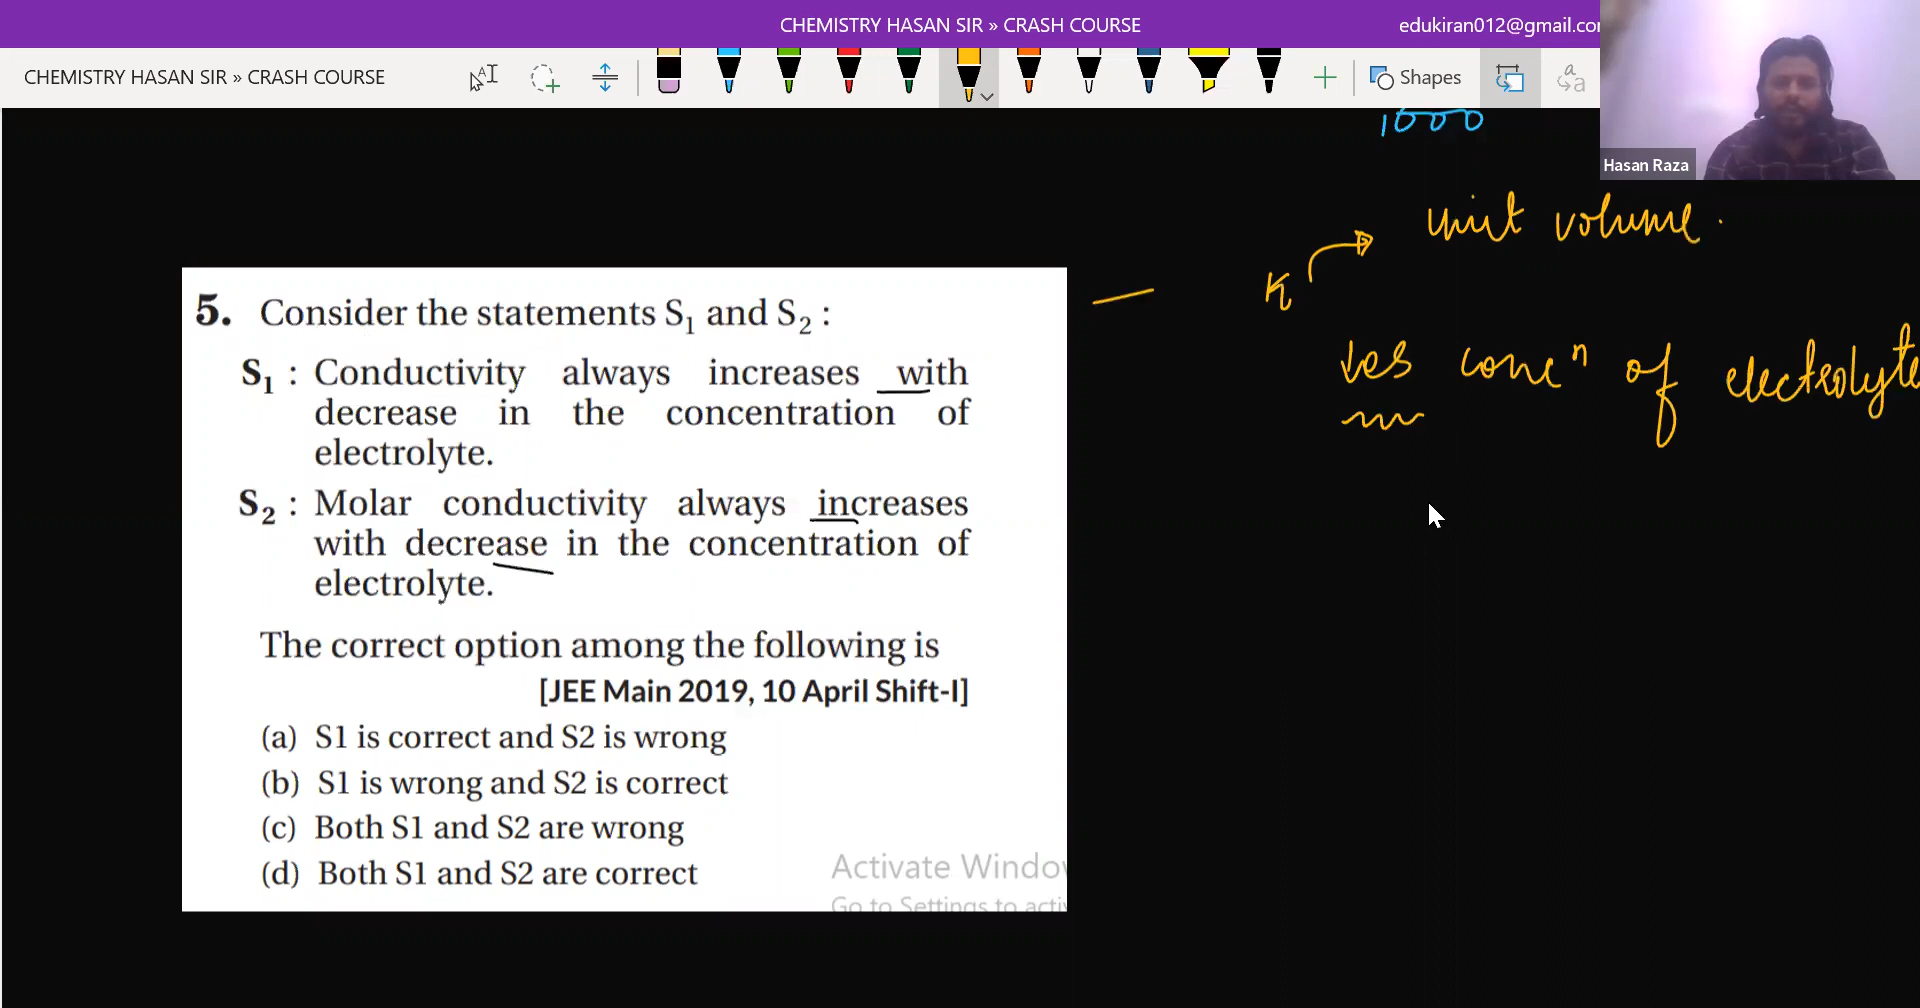 CHEMISTRY HASAN SIR » CRASH COURSE
edukiran012@gmail.co
CHEMISTRY HASAN SIR » CRASH COURSE
Shapes
Hasan Raza
1000
unit volume.
κ
conc^n of electrolyte
5. Consider the statements S₁ and S₂ :
S₁ : Conductivity always increases with
decrease in the concentration of
electrolyte.
S₂ : Molar conductivity always increases
with decrease in the concentration of
electrolyte.
The correct option among the following is
[JEE Main 2019, 10 April Shift-I]
(a) S1 is correct and S2 is wrong
(b) S1 is wrong and S2 is correct
(c) Both S1 and S2 are wrong
(d) Both S1 and S2 are correct
Activate Windo
Go to Settings to acti